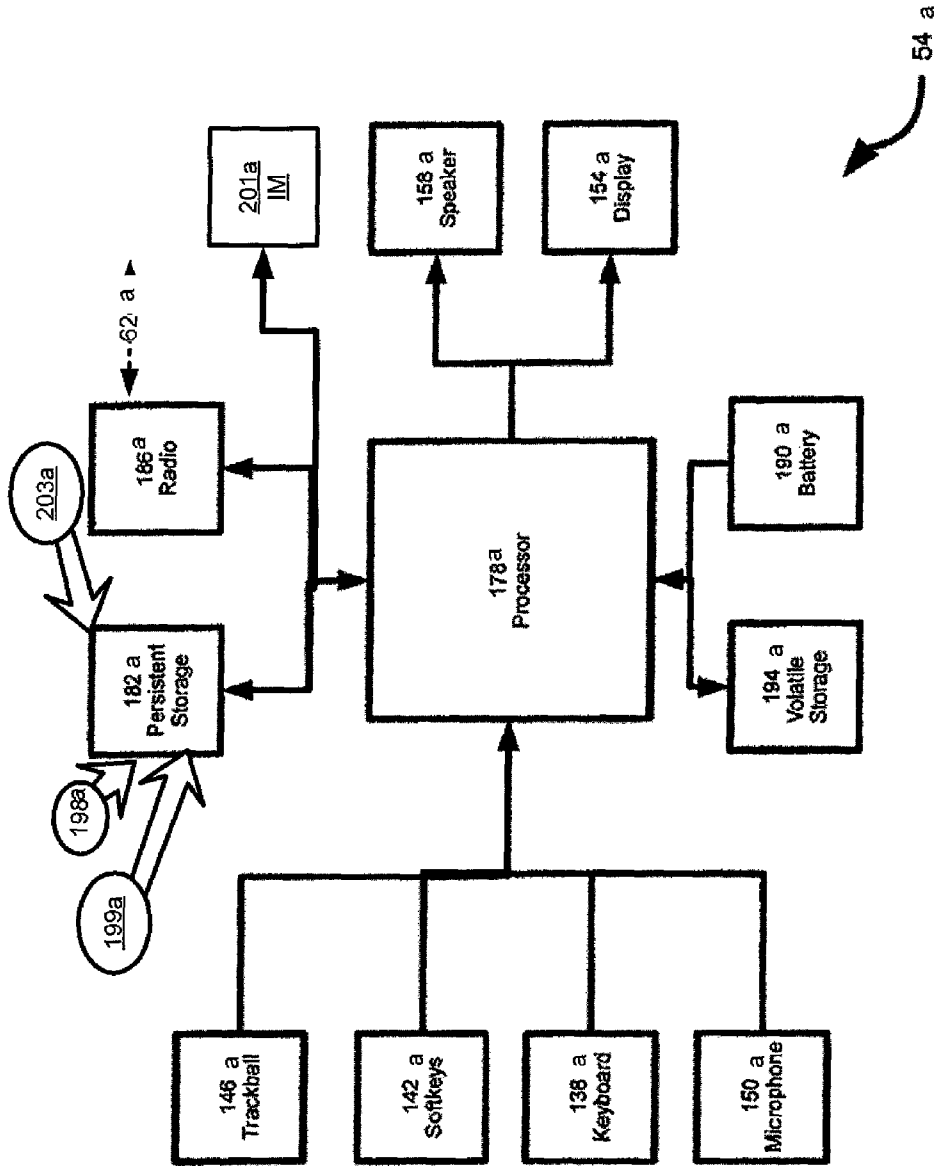 203a
198a
199a
182 a
Persistent
Storage
186 a
Radio
62 a
201a
IM
146 a
Trackball
142 a
Softkeys
138 a
Keyboard
150 a
Microphone
178a
Processor
158 a
Speaker
154 a
Display
194 a
Volatile
Storage
190 a
Battery
54 a